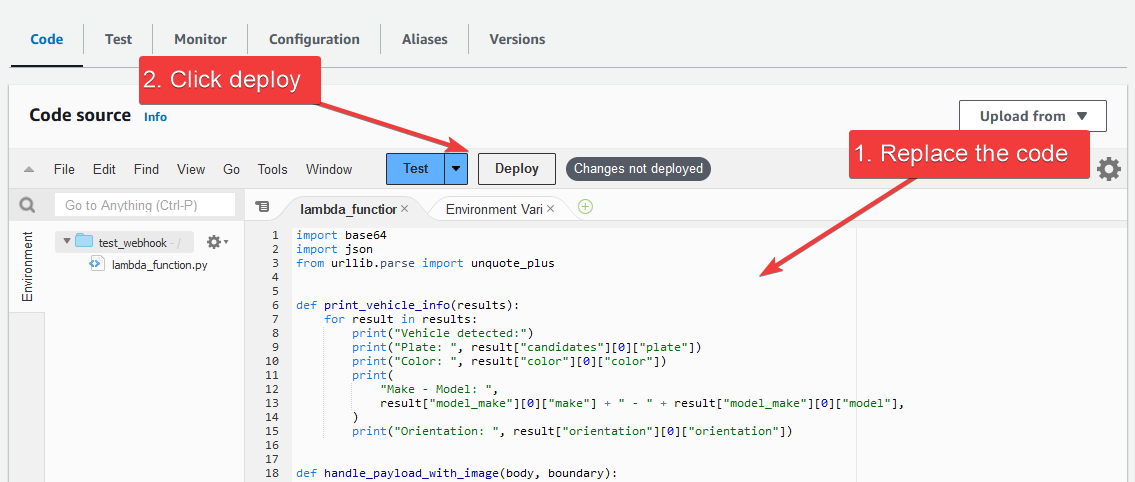 Code Test Monitor Configuration Aliases Versions
2. Click deploy
Code source Info
Upload from
1. Replace the code
File Edit Find View Go Tools Window Test Deploy Changes not deployed
Go to Anything (Ctrl-P)
lambda_function × Environment Vari ×
Environment
test_webhook - /
lambda_function.py
1 import base64
2 import json
3 from urllib.parse import unquote_plus
4
5
6 def print_vehicle_info(results):
7 for result in results:
8 print("Vehicle detected:")
9 print("Plate: ", result["candidates"][0]["plate"])
10 print("Color: ", result["color"][0]["color"])
11 print(
12 "Make - Model: ",
13 result["model_make"][0]["make"] + " - " + result["model_make"][0]["model"],
14 )
15 print("Orientation: ", result["orientation"][0]["orientation"])
16
17
18 def handle_payload_with_image(body, boundary):